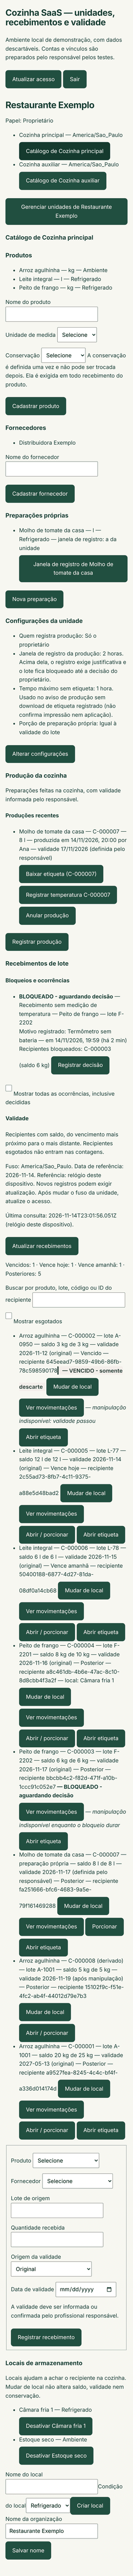 Cozinha SaaS — unidades,
recebimentos e validade
Ambiente local de demonstração, com dados
descartáveis. Contas e vínculos são
preparados pelo responsável pelos testes.
Atualizar acesso
Sair
Restaurante Exemplo
Papel: Proprietário
Cozinha principal — America/Sao_Paulo
Catálogo de Cozinha principal
Cozinha auxiliar — America/Sao_Paulo
Catálogo de Cozinha auxiliar
Gerenciar unidades de Restaurante
Exemplo
Catálogo de Cozinha principal
Produtos
Arroz agulhinha — kg — Ambiente
Leite integral — l — Refrigerado
Peito de frango — kg — Refrigerado
Nome do produto
Unidade de medida Selecione
Conservação Selecione A conservação
é definida uma vez e não pode ser trocada
depois. Ela é exigida em todo recebimento do
produto.
Cadastrar produto
Fornecedores
Distribuidora Exemplo
Nome do fornecedor
Cadastrar fornecedor
Preparações próprias
Molho de tomate da casa — l —
Refrigerado — janela de registro: a da
unidade
Janela de registro de Molho de
tomate da casa
Nova preparação
Configurações da unidade
Quem registra produção: Só o
proprietário
Janela de registro da produção: 2 horas.
Acima dela, o registro exige justificativa e
o lote fica bloqueado até a decisão do
proprietário.
Tempo máximo sem etiqueta: 1 hora.
Usado no aviso de produção sem
download de etiqueta registrado (não
confirma impressão nem aplicação).
Porção de preparação própria: Igual à
validade do lote
Alterar configurações
Produção da cozinha
Preparações feitas na cozinha, com validade
informada pelo responsável.
Produções recentes
Molho de tomate da casa — C-000007 —
8 l — produzida em 14/11/2026, 20:00 por
Ana — validade 17/11/2026 (definida pelo
responsável)
Baixar etiqueta (C-000007)
Registrar temperatura C-000007
Anular produção
Registrar produção
Recebimentos de lote
Bloqueios e ocorrências
BLOQUEADO - aguardando decisão —
Recebimento sem medição de
temperatura — Peito de frango — lote F-
2202
Motivo registrado: Termômetro sem
bateria — em 14/11/2026, 19:59 (há 2 min)
Recipientes bloqueados: C-000003
(saldo 6 kg) Registrar decisão
Mostrar todas as ocorrências, inclusive
decididas
Validade
Recipientes com saldo, do vencimento mais
próximo para o mais distante. Recipientes
esgotados não entram nas contagens.
Fuso: America/Sao_Paulo. Data de referência:
2026-11-14. Referência: relógio deste
dispositivo. Novos registros podem exigir
atualização. Após mudar o fuso da unidade,
atualize o acesso.
Última consulta: 2026-11-14T23:01:56.051Z
(relógio deste dispositivo).
Atualizar recebimentos
Vencidos: 1 · Vence hoje: 1 · Vence amanhã: 1 ·
Posteriores: 5
Buscar por produto, lote, código ou ID do
recipiente
Mostrar esgotados
Arroz agulhinha — C-000002 — lote A-
0950 — saldo 3 kg de 3 kg — validade
2026-11-12 (original) — Vencido —
recipiente 645eead7-9859-49b6-86fb-
78c59859017f — VENCIDO - somente
descarte Mudar de local
Ver movimentações — manipulação
indisponível: validade passou
Abrir etiqueta
Leite integral — C-000005 — lote L-77 —
saldo 12 l de 12 l — validade 2026-11-14
(original) — Vence hoje — recipiente
2c55ad73-8fb7-4c11-9375-
a88e5d48bad2 Mudar de local
Ver movimentações
Abrir / porcionar
Abrir etiqueta
Leite integral — C-000006 — lote L-78 —
saldo 6 l de 6 l — validade 2026-11-15
(original) — Vence amanhã — recipiente
50400186-6877-4d27-81da-
08df0a14cb68 Mudar de local
Ver movimentações
Abrir / porcionar
Abrir etiqueta
Peito de frango — C-000004 — lote F-
2201 — saldo 8 kg de 10 kg — validade
2026-11-18 (original) — Posterior —
recipiente a8c461db-4b6e-47ac-8c10-
8d8cbb4f3a2f — local: Câmara fria 1
Mudar de local
Ver movimentações
Abrir / porcionar
Abrir etiqueta
Peito de frango — C-000003 — lote F-
2202 — saldo 6 kg de 6 kg — validade
2026-11-17 (original) — Posterior —
BLOQUEADO -
aguardando decisão
Ver movimentações — manipulação
indisponível enquanto o bloqueio durar
Abrir etiqueta
Molho de tomate da casa — C-000007 —
preparação própria — saldo 8 l de 8 l —
validade 2026-11-17 (definida pelo
responsável) — Posterior — recipiente
fa251666-bfc6-4683-9a5e-
79f161469288 Mudar de local
Ver movimentações
Porcionar
Abrir etiqueta
Arroz agulhinha — C-000008 (derivado)
— lote A-1001 — saldo 5 kg de 5 kg —
validade 2026-11-19 (após manipulação)
— Posterior — recipiente 15102f9c-f51e-
4fc2-ab4f-44012d79e7b3
Mudar de local
Abrir / porcionar
Arroz agulhinha — C-000001 — lote A-
1001 — saldo 20 kg de 25 kg — validade
2027-05-13 (original) — Posterior —
recipiente a8527fea-8245-4c4c-bf4f-
a336d014174d Mudar de local
Ver movimentações
Abrir / porcionar
Abrir etiqueta
Produto Selecione
Fornecedor Selecione
Lote de origem
Quantidade recebida
Origem da validade
Original
Data de validade mm/dd/yyyy
A validade deve ser informada ou
confirmada pelo profissional responsável.
Registrar recebimento
Locais de armazenamento
Locais ajudam a achar o recipiente na cozinha.
Mudar de local não altera saldo, validade nem
conservação.
Câmara fria 1 — Refrigerado
Desativar Câmara fria 1
Estoque seco — Ambiente
Desativar Estoque seco
Nome do local
Condição
do local Refrigerado Criar local
Nome da organização
Restaurante Exemplo
Salvar nome